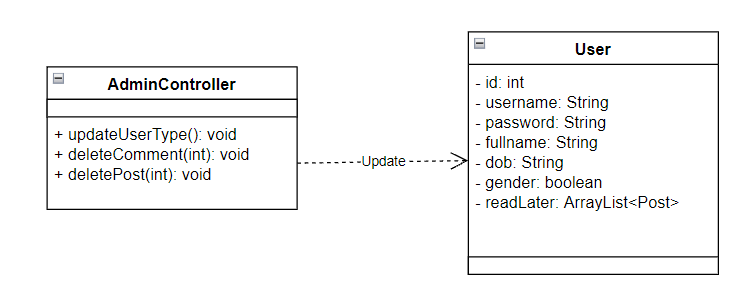 AdminController
+ updateUserType(): void
+ deleteComment(int): void
+ deletePost(int): void
Update
User
- id: int
- username: String
- password: String
- fullname: String
- dob: String
- gender: boolean
- readLater: ArrayList<Post>